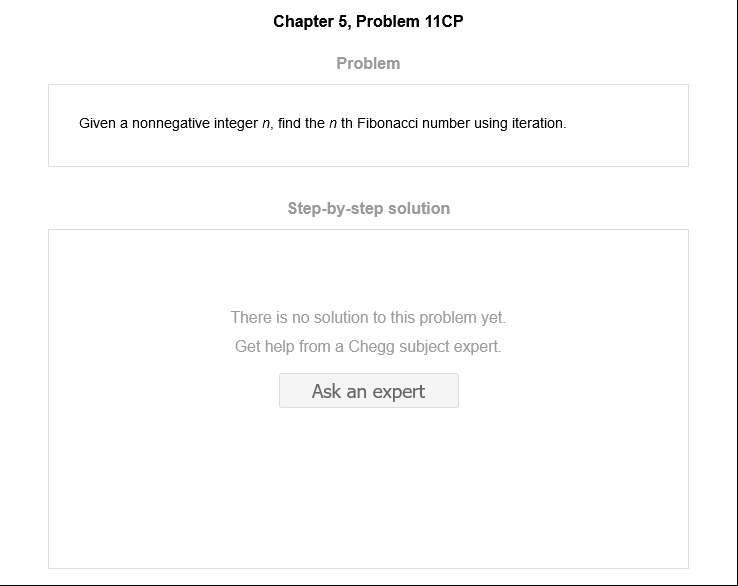 Chapter 5, Problem 11CP
Problem
Given a nonnegative integer n, find the n th Fibonacci number using iteration.
Step-by-step solution
There is no solution to this problem yet.
Get help from a Chegg subject expert.
Ask an expert